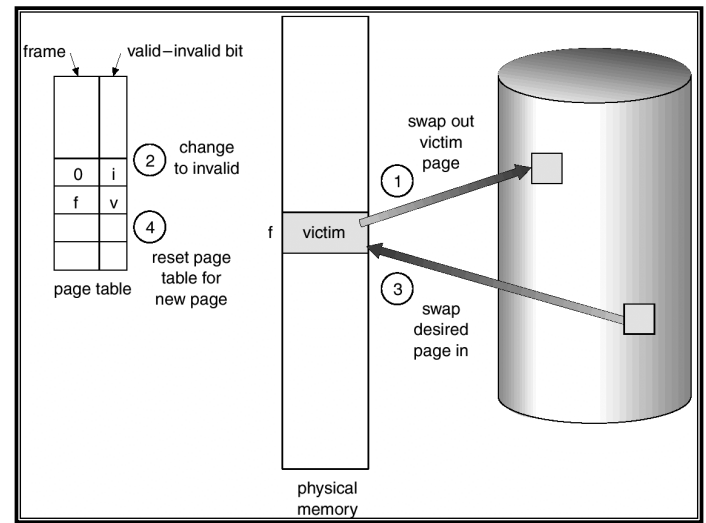 frame
valid–invalid bit
0 i
f v
2
change
to invalid
4
reset page
table for
new page
page table
f
victim
physical
memory
1
swap out
victim
page
3
swap
desired
page in